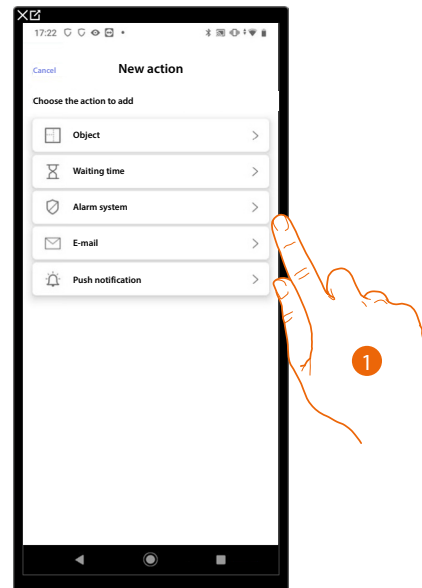 17:22
Cancel
New action
Choose the action to add
Object
Waiting time
Alarm system
E-mail
Push notification
1